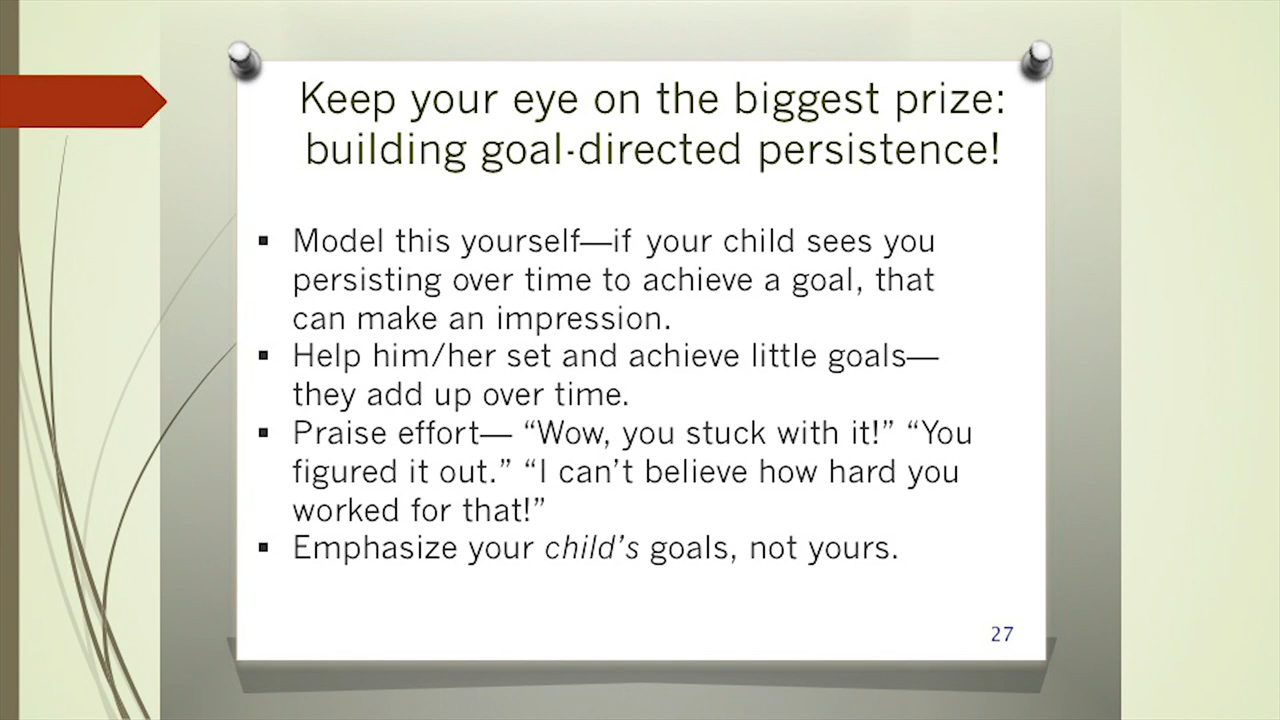 Keep your eye on the biggest prize:
building goal-directed persistence!
▪ Model this yourself—if your child sees you
persisting over time to achieve a goal, that
can make an impression.
▪ Help him/her set and achieve little goals—
they add up over time.
▪ Praise effort— “Wow, you stuck with it!” “You
figured it out.” “I can’t believe how hard you
worked for that!”
▪ Emphasize your child’s goals, not yours.
27